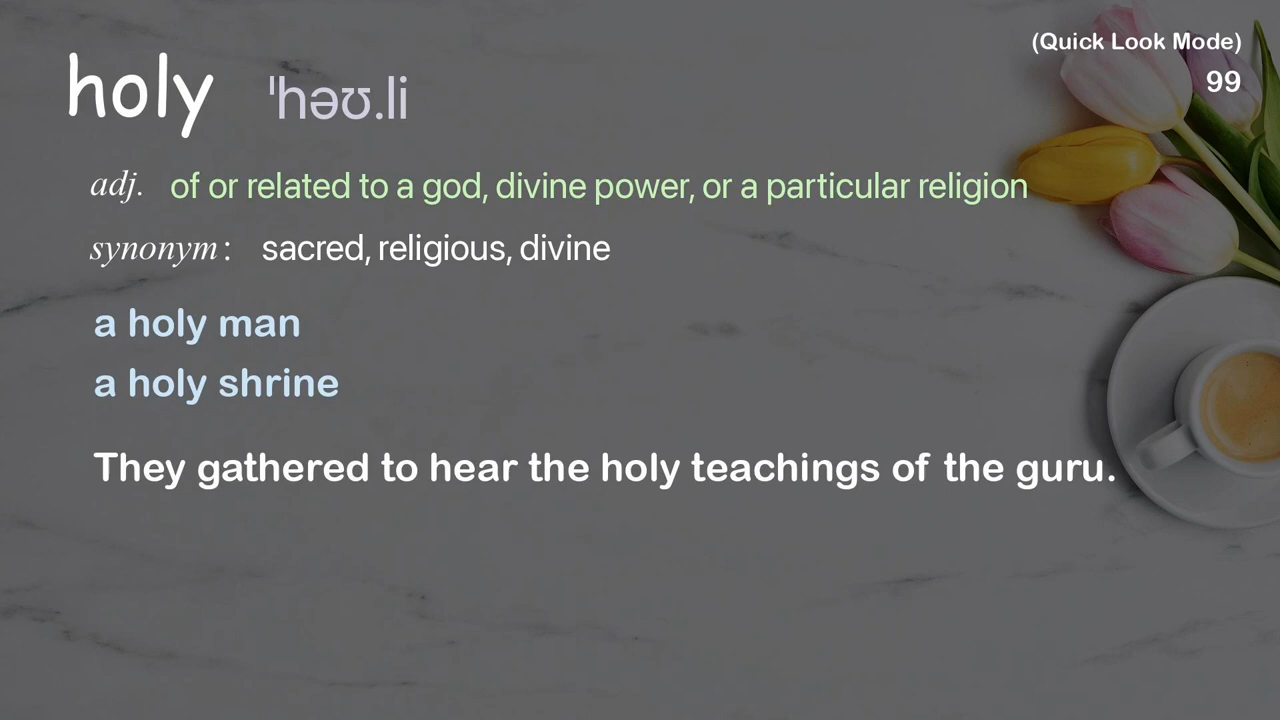 (Quick Look Mode)
99
holy ˈhəʊ.li
adj. of or related to a god, divine power, or a particular religion
synonym : sacred, religious, divine
a holy man
a holy shrine
They gathered to hear the holy teachings of the guru.